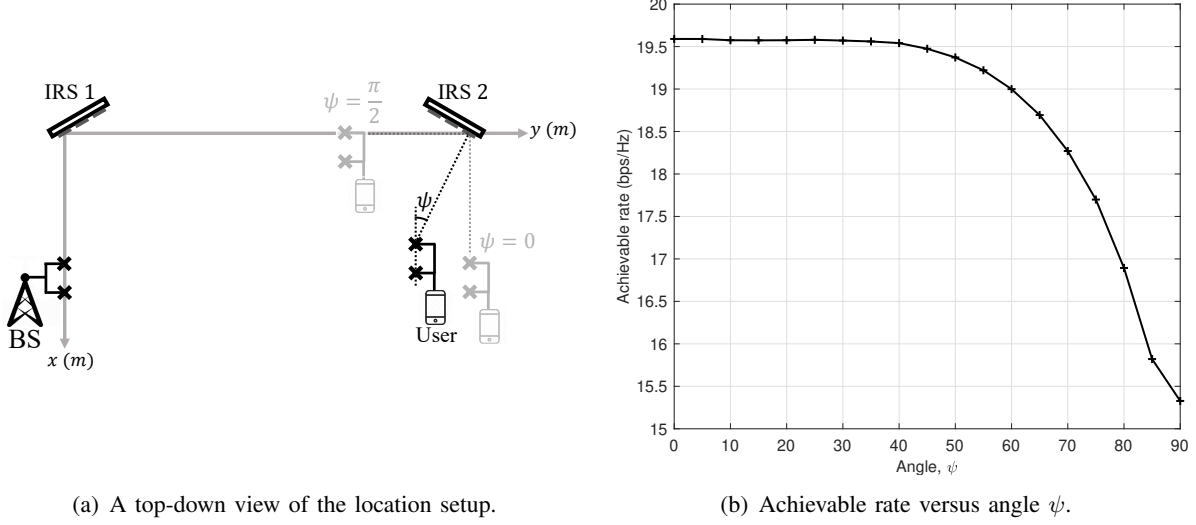 IRS 1
ψ = π/2
IRS 2
y (m)
ψ
ψ = 0
BS
User
x (m)
20
19.5
19
18.5
18
17.5
17
16.5
16
15.5
15
Achievable rate (bps/Hz)
0 10 20 30 40 50 60 70 80 90
Angle, ψ
(a) A top-down view of the location setup.
(b) Achievable rate versus angle ψ.